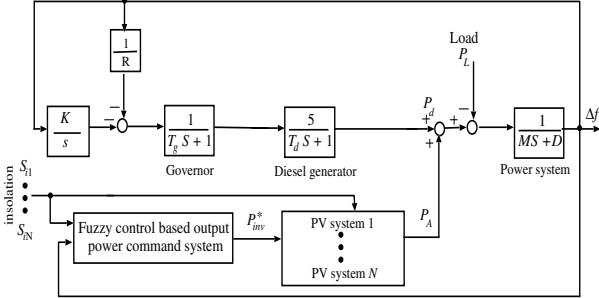 1
R
Load
P_L
K
s
1
T_g S + 1
Governor
5
T_d S + 1
Diesel generator
P_d
1
MS +D
Power system
Δf
− − + + + −
insolation
S_i1
S_iN
Fuzzy control based output
power command system
P*_inv
PV system 1
PV system N
P_A